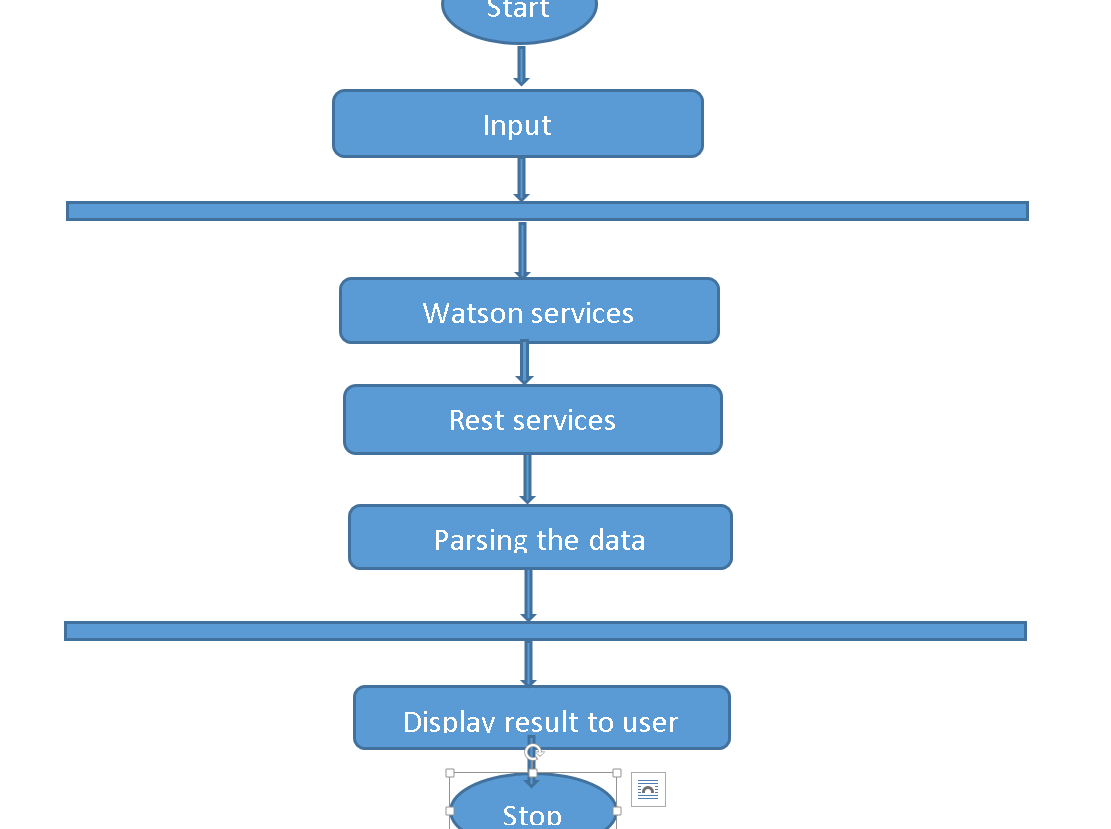 Start
Input
Watson services
Rest services
Parsing the data
Display result to user
Stop